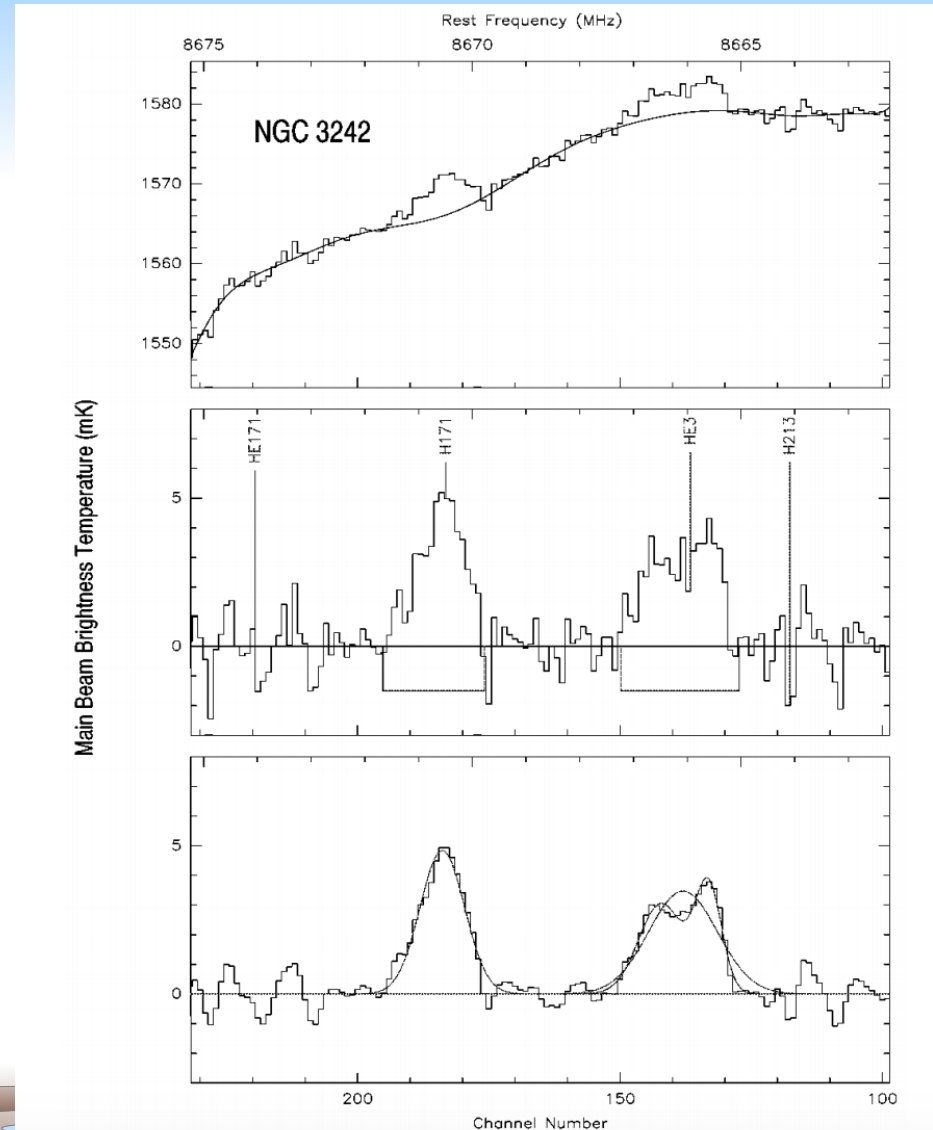 Rest Frequency (MHz)
8675 8670 8665
NGC 3242
1580
1570
1560
1550
Main Beam Brightness Temperature (mK)
HE171 H171 HE3 H213
5
0
5
0
200 150 100
Channel Number